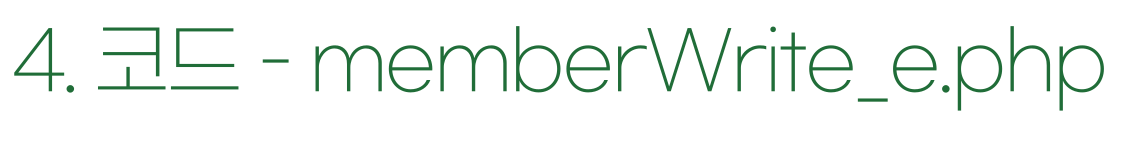 4. 코드 - memberWrite_e.php